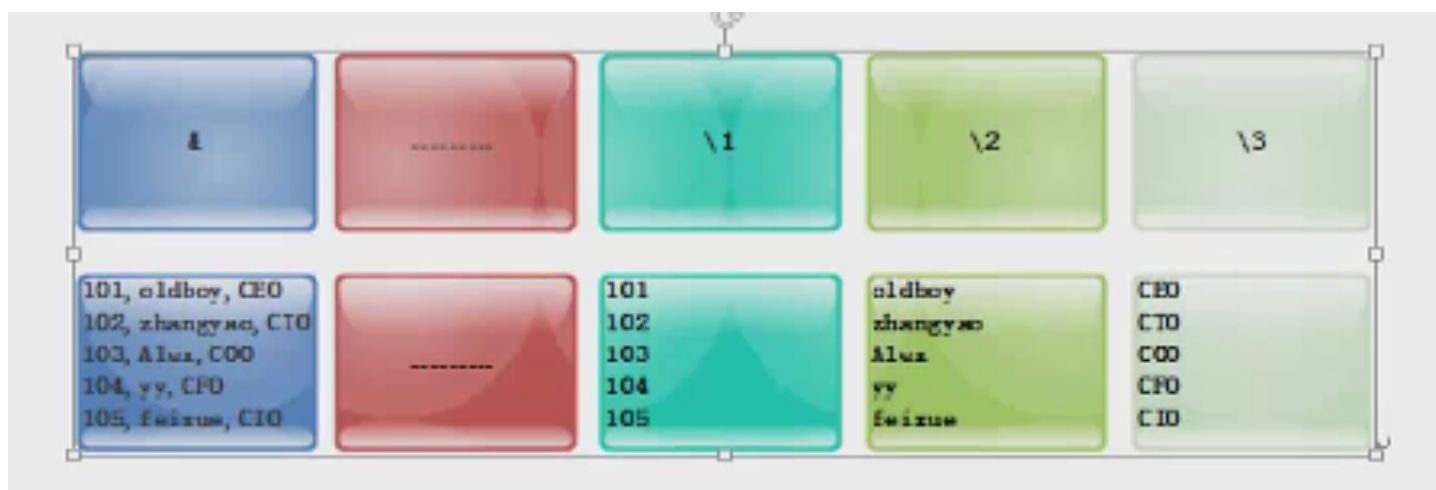 &
---------
\1
\2
\3
101, oldboy, CEO
102, zhangyao, CTO
103, Alex, COO
104, yy, CFO
105, feixue, CIO
---------
101
102
103
104
105
oldboy
zhangyao
Alex
yy
feixue
CEO
CTO
COO
CFO
CIO